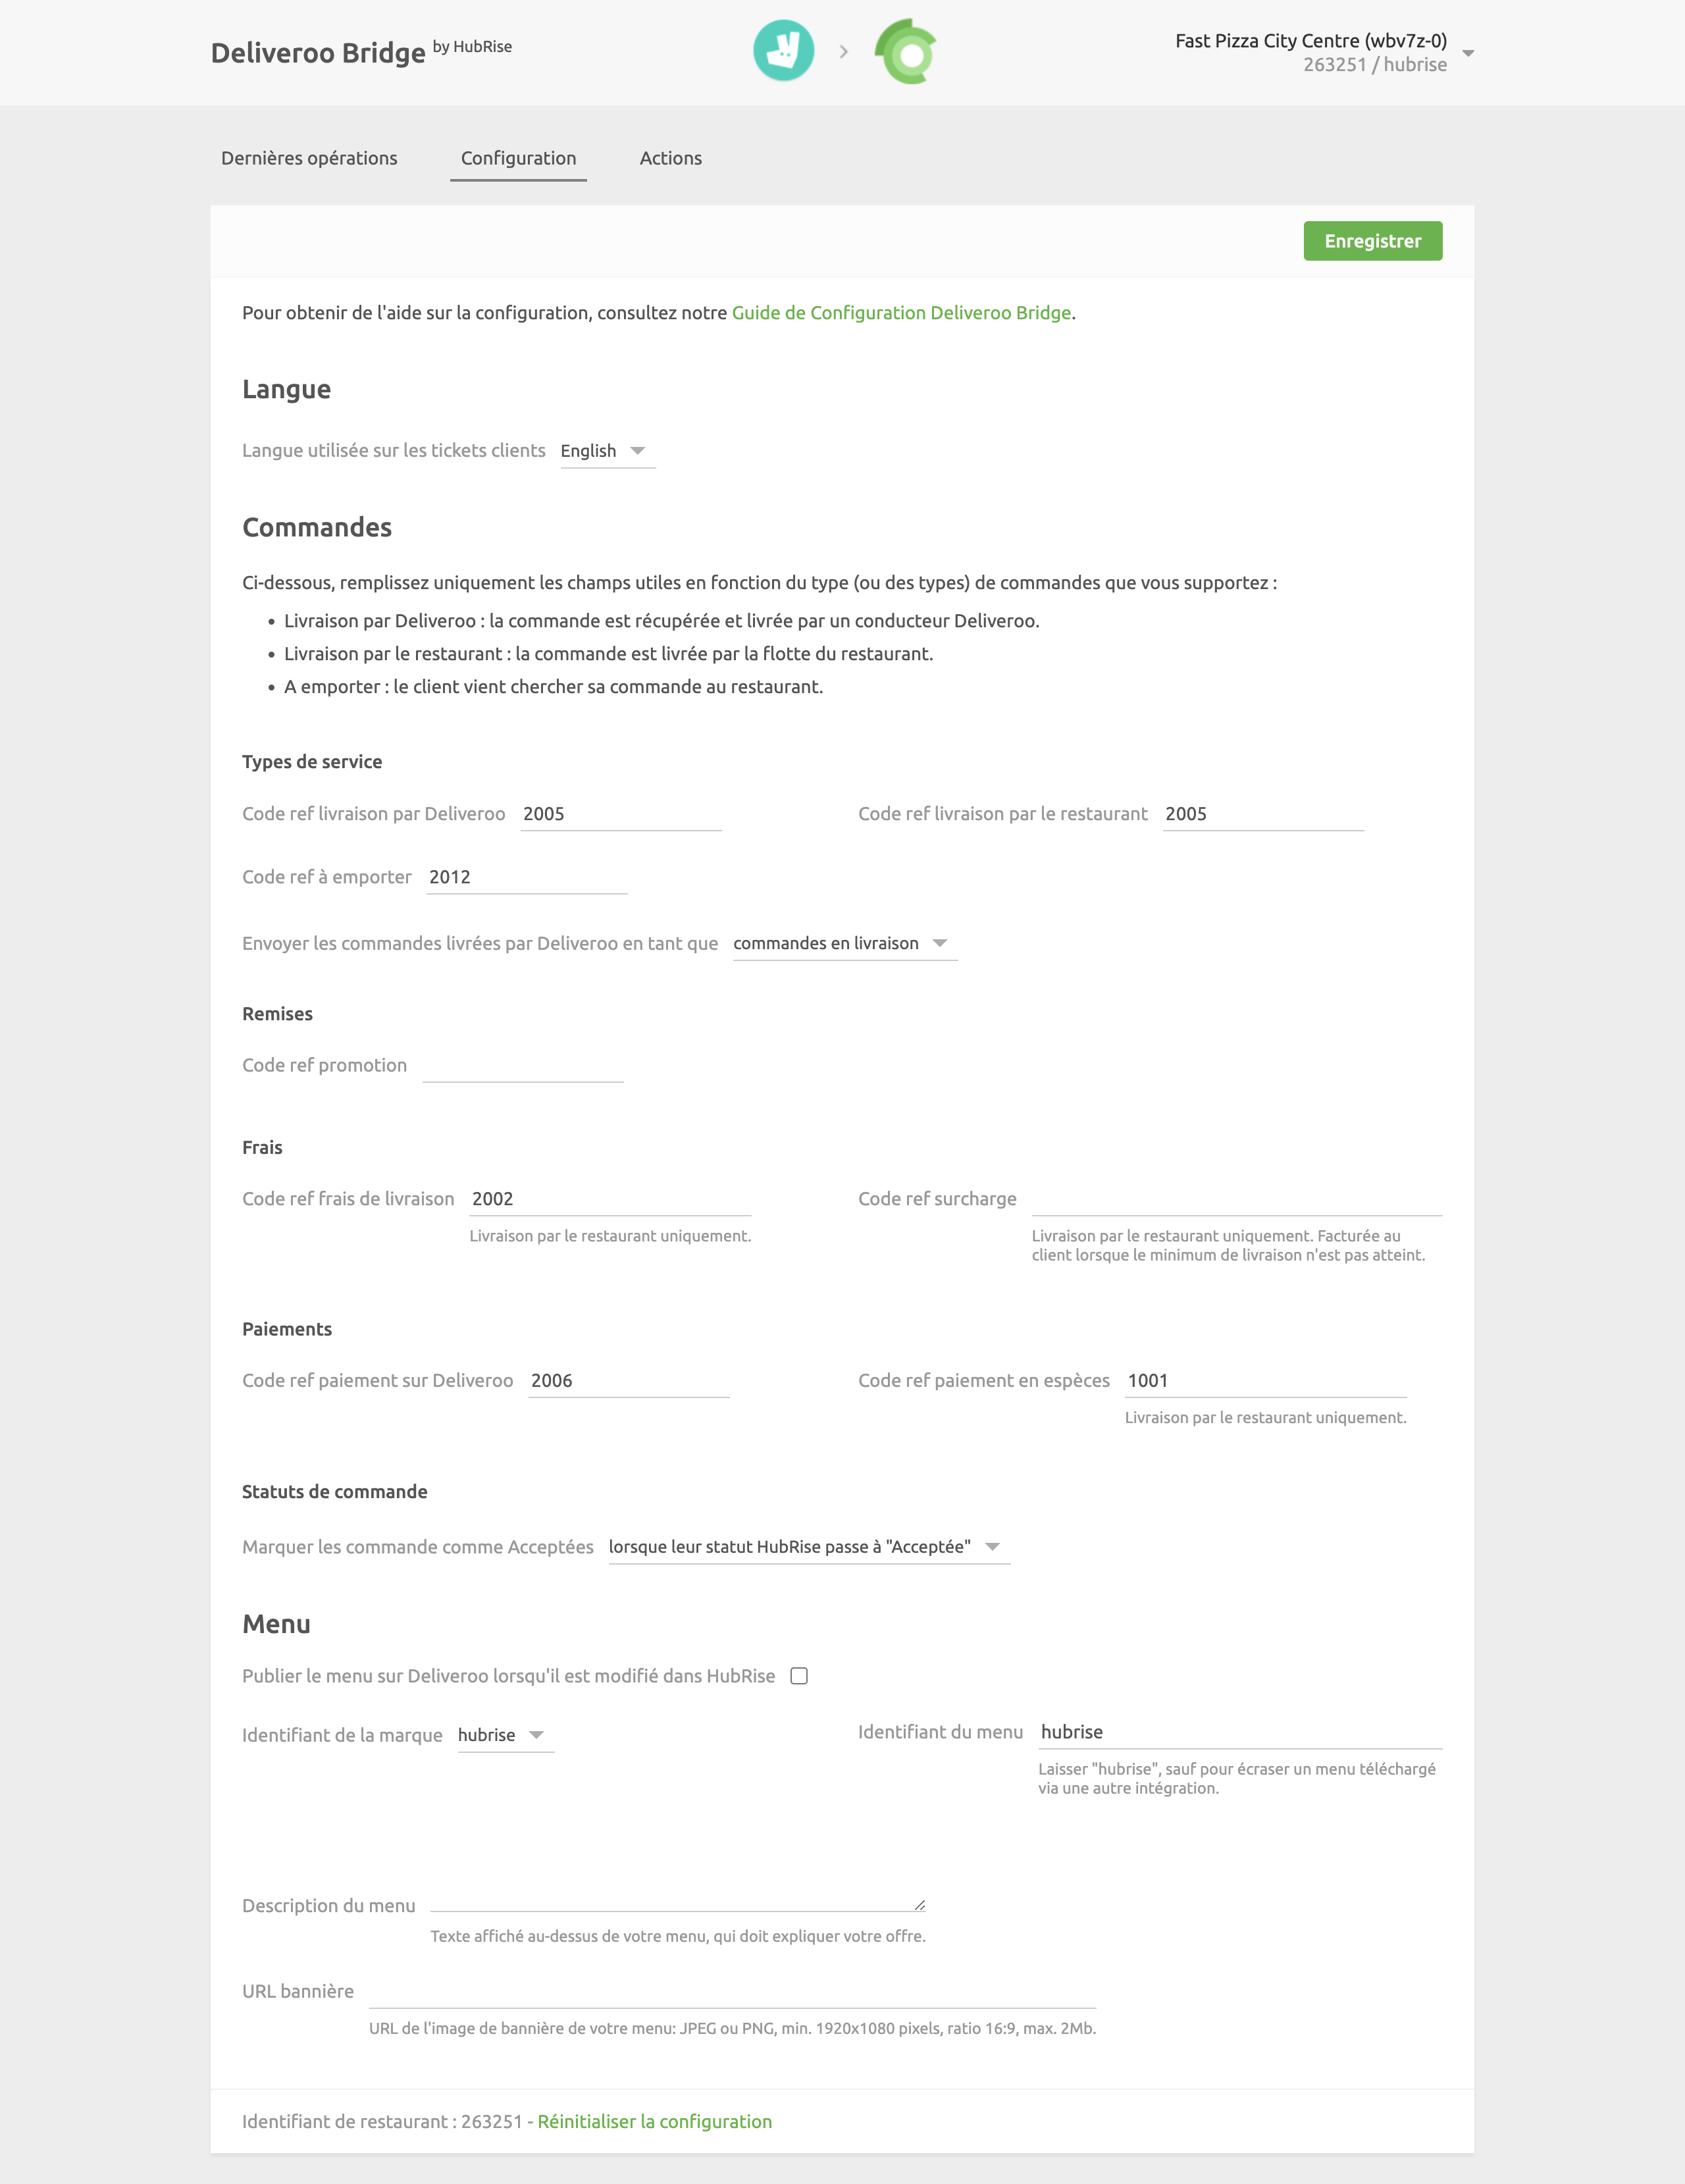 Deliveroo Bridge by HubRise
Fast Pizza City Centre (wbv7z-0)
263251 / hubrise
Dernières opérations
Configuration
Actions
Enregistrer
Pour obtenir de l'aide sur la configuration, consultez notre Guide de Configuration Deliveroo Bridge.
Langue
Langue utilisée sur les tickets clients English
Commandes
Ci-dessous, remplissez uniquement les champs utiles en fonction du type (ou des types) de commandes que vous supportez :
• Livraison par Deliveroo : la commande est récupérée et livrée par un conducteur Deliveroo.
• Livraison par le restaurant : la commande est livrée par la flotte du restaurant.
• A emporter : le client vient chercher sa commande au restaurant.
Types de service
Code ref livraison par Deliveroo 2005
Code ref livraison par le restaurant 2005
Code ref à emporter 2012
Envoyer les commandes livrées par Deliveroo en tant que commandes en livraison
Remises
Code ref promotion
Frais
Code ref frais de livraison 2002
Livraison par le restaurant uniquement.
Code ref surcharge
Livraison par le restaurant uniquement. Facturée au
client lorsque le minimum de livraison n'est pas atteint.
Paiements
Code ref paiement sur Deliveroo 2006
Code ref paiement en espèces 1001
Livraison par le restaurant uniquement.
Statuts de commande
Marquer les commande comme Acceptées lorsque leur statut HubRise passe à "Acceptée"
Menu
Publier le menu sur Deliveroo lorsqu'il est modifié dans HubRise
Identifiant de la marque hubrise
Identifiant du menu hubrise
Laisser "hubrise", sauf pour écraser un menu téléchargé
via une autre intégration.
Description du menu
Texte affiché au-dessus de votre menu, qui doit expliquer votre offre.
URL bannière
URL de l'image de bannière de votre menu: JPEG ou PNG, min. 1920x1080 pixels, ratio 16:9, max. 2Mb.
Identifiant de restaurant : 263251 - Réinitialiser la configuration